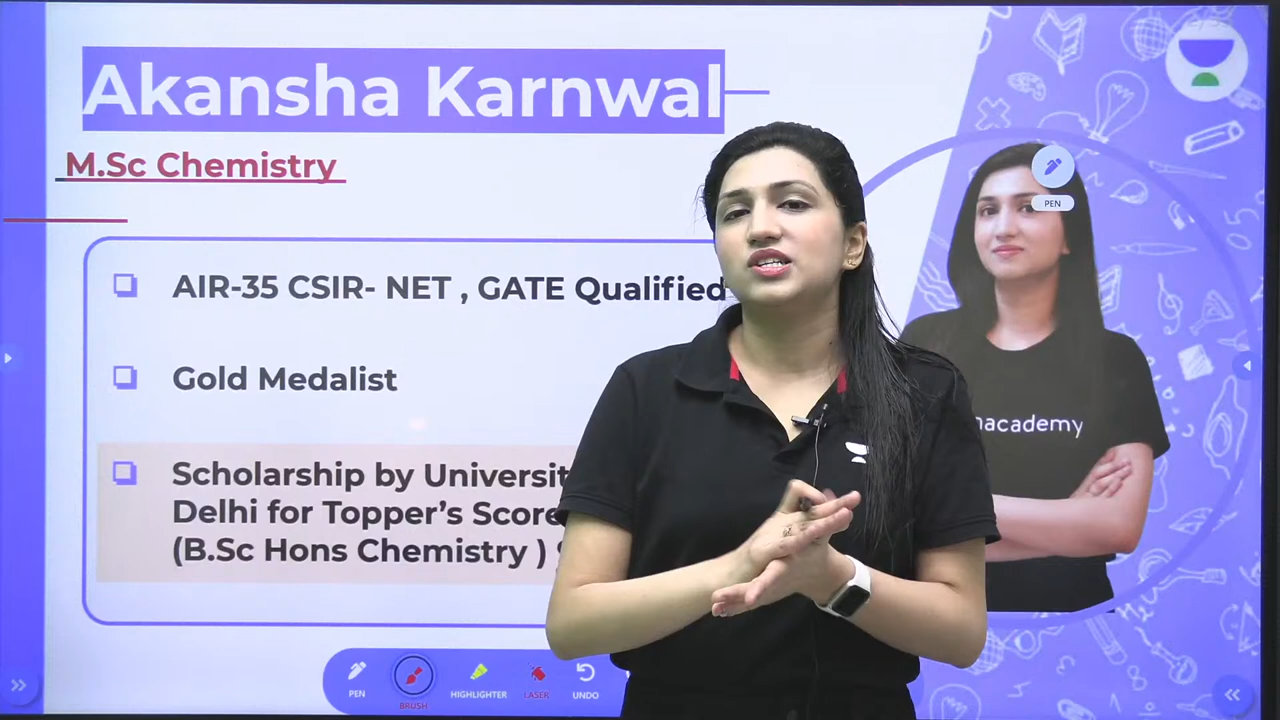 Akansha Karnwal
M.Sc Chemistry
PEN
AIR-35 CSIR- NET , GATE Qualified
Gold Medalist
nacademy
Scholarship by Universit
Delhi for Topper's Score
(B.Sc Hons Chemistry )
PEN
BRUSH
HIGHLIGHTER
LASER
UNDO